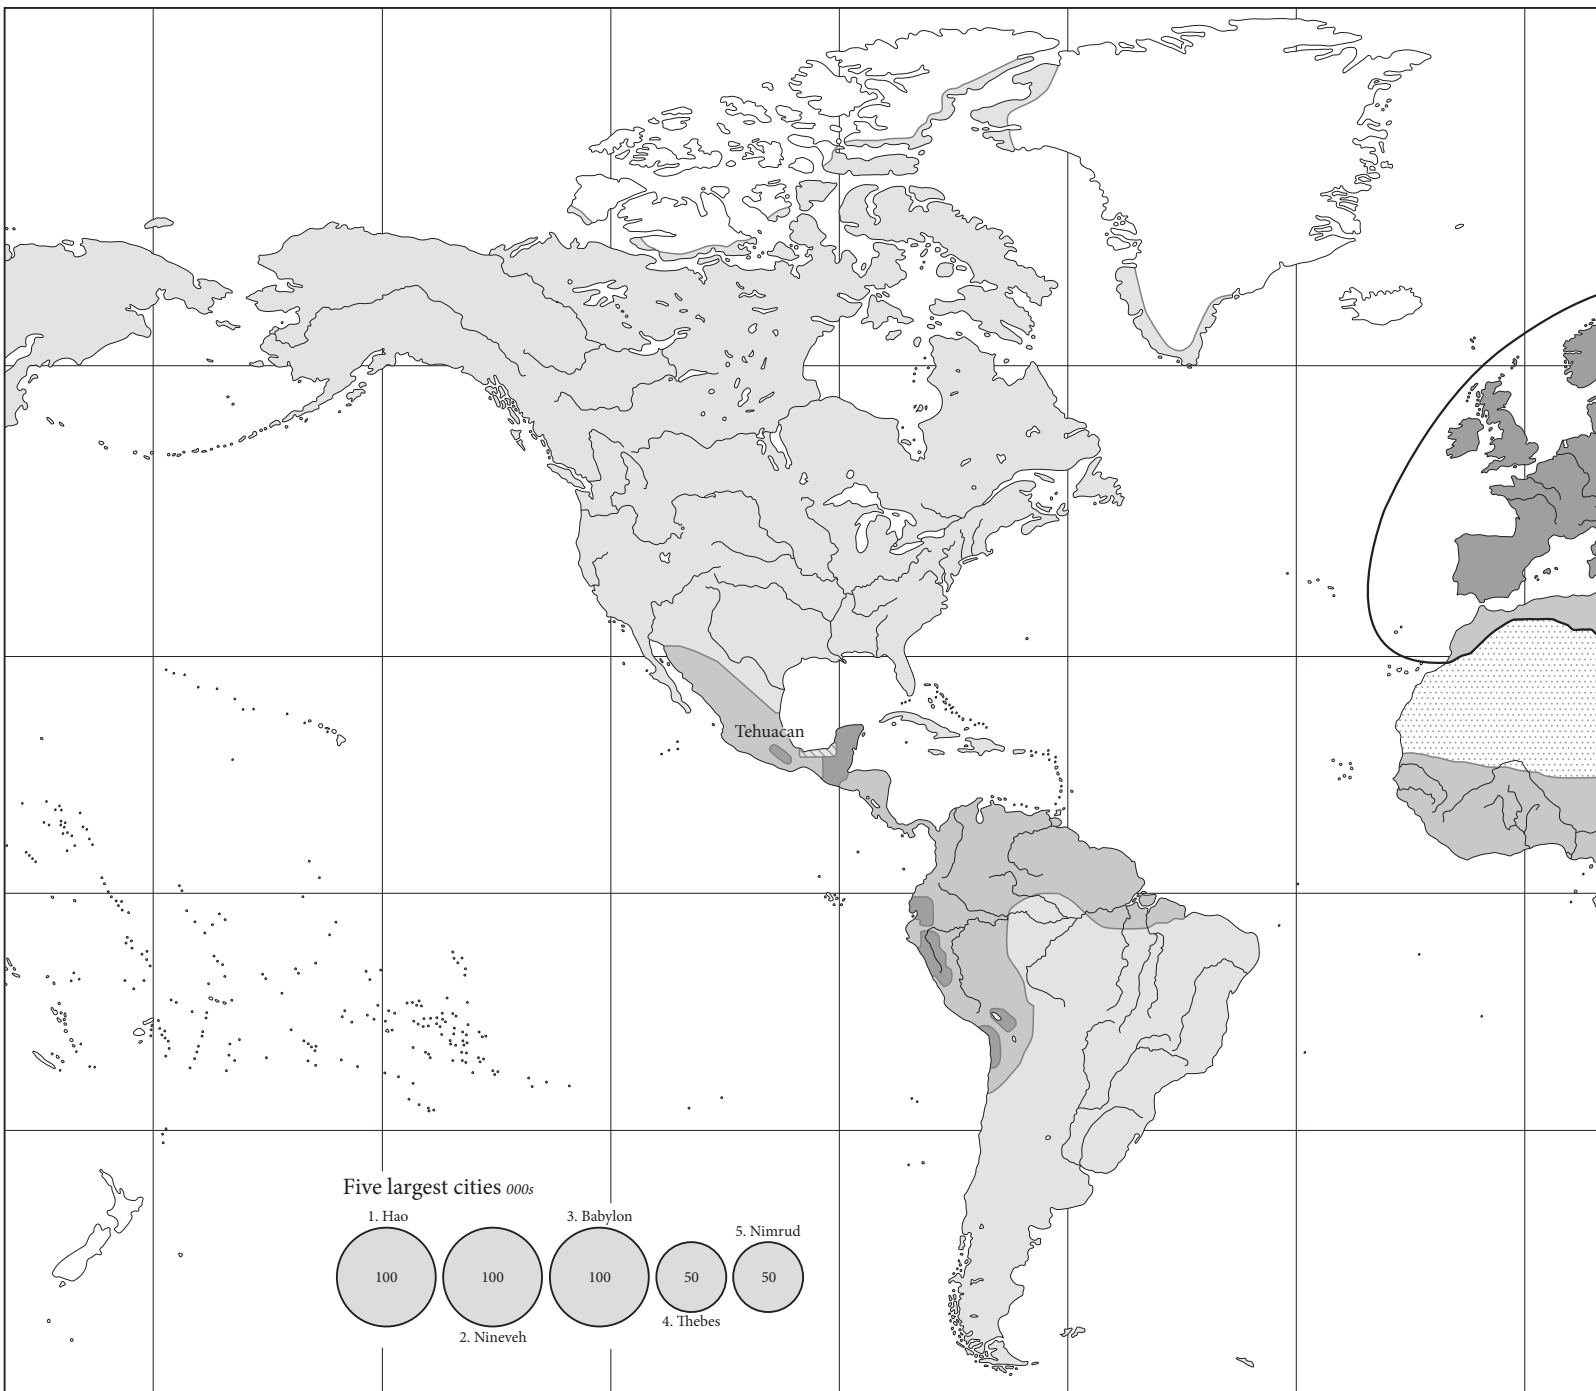 Tehuacan
Five largest cities 000s
1. Hao
3. Babylon
5. Nimrud
100
100
100
50
50
2. Nineveh
4. Thebes